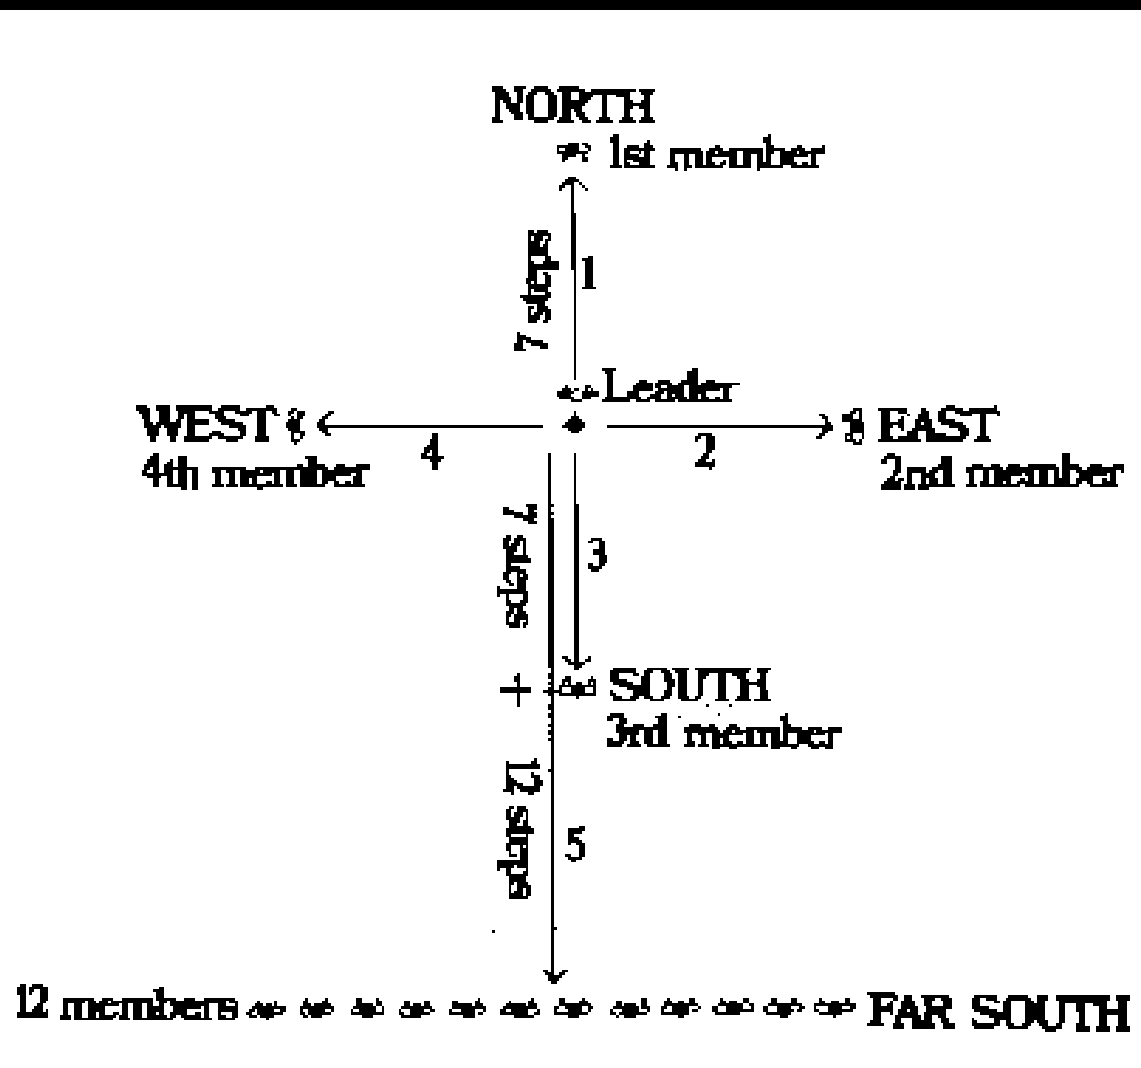 NORTH
1st member
7 steps
1
Leader
WEST
EAST
4th member
4
2
2nd member
7 steps
3
+
SOUTH
3rd member
12 steps
5
12 members
FAR SOUTH